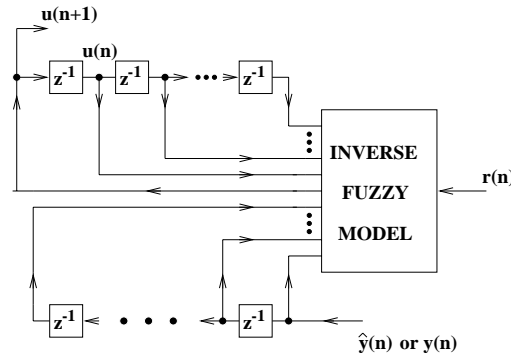 u(n+1)
u(n)
z⁻¹ z⁻¹ z⁻¹
INVERSE
FUZZY
MODEL
r(n)
z⁻¹ z⁻¹
ŷ(n) or y(n)